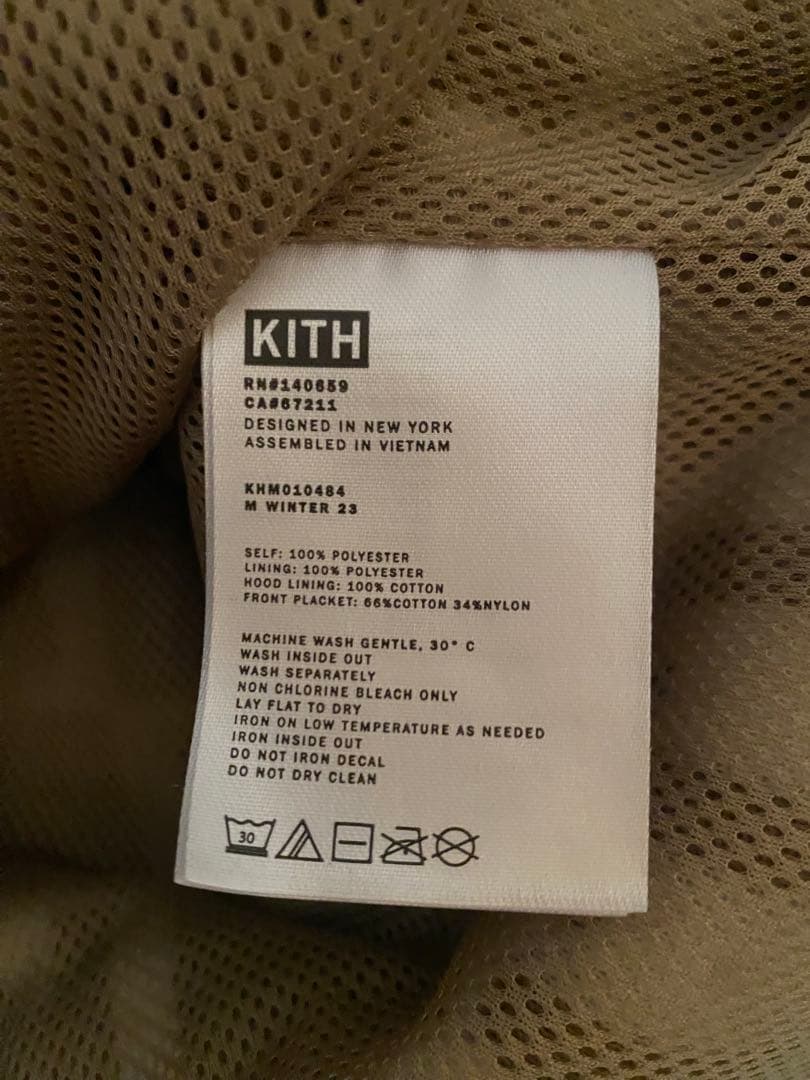 KITH
RN#140659
CA#67211
DESIGNED IN NEW YORK
ASSEMBLED IN VIETNAM
KHM010484
M WINTER 23
SELF: 100% POLYESTER
LINING: 100% POLYESTER
HOOD LINING: 100% COTTON
FRONT PLACKET: 66%COTTON 34%NYLON
MACHINE WASH GENTLE, 30° C
WASH INSIDE OUT
WASH SEPARATELY
NON CHLORINE BLEACH ONLY
LAY FLAT TO DRY
IRON ON LOW TEMPERATURE AS NEEDED
IRON INSIDE OUT
DO NOT IRON DECAL
DO NOT DRY CLEAN
30